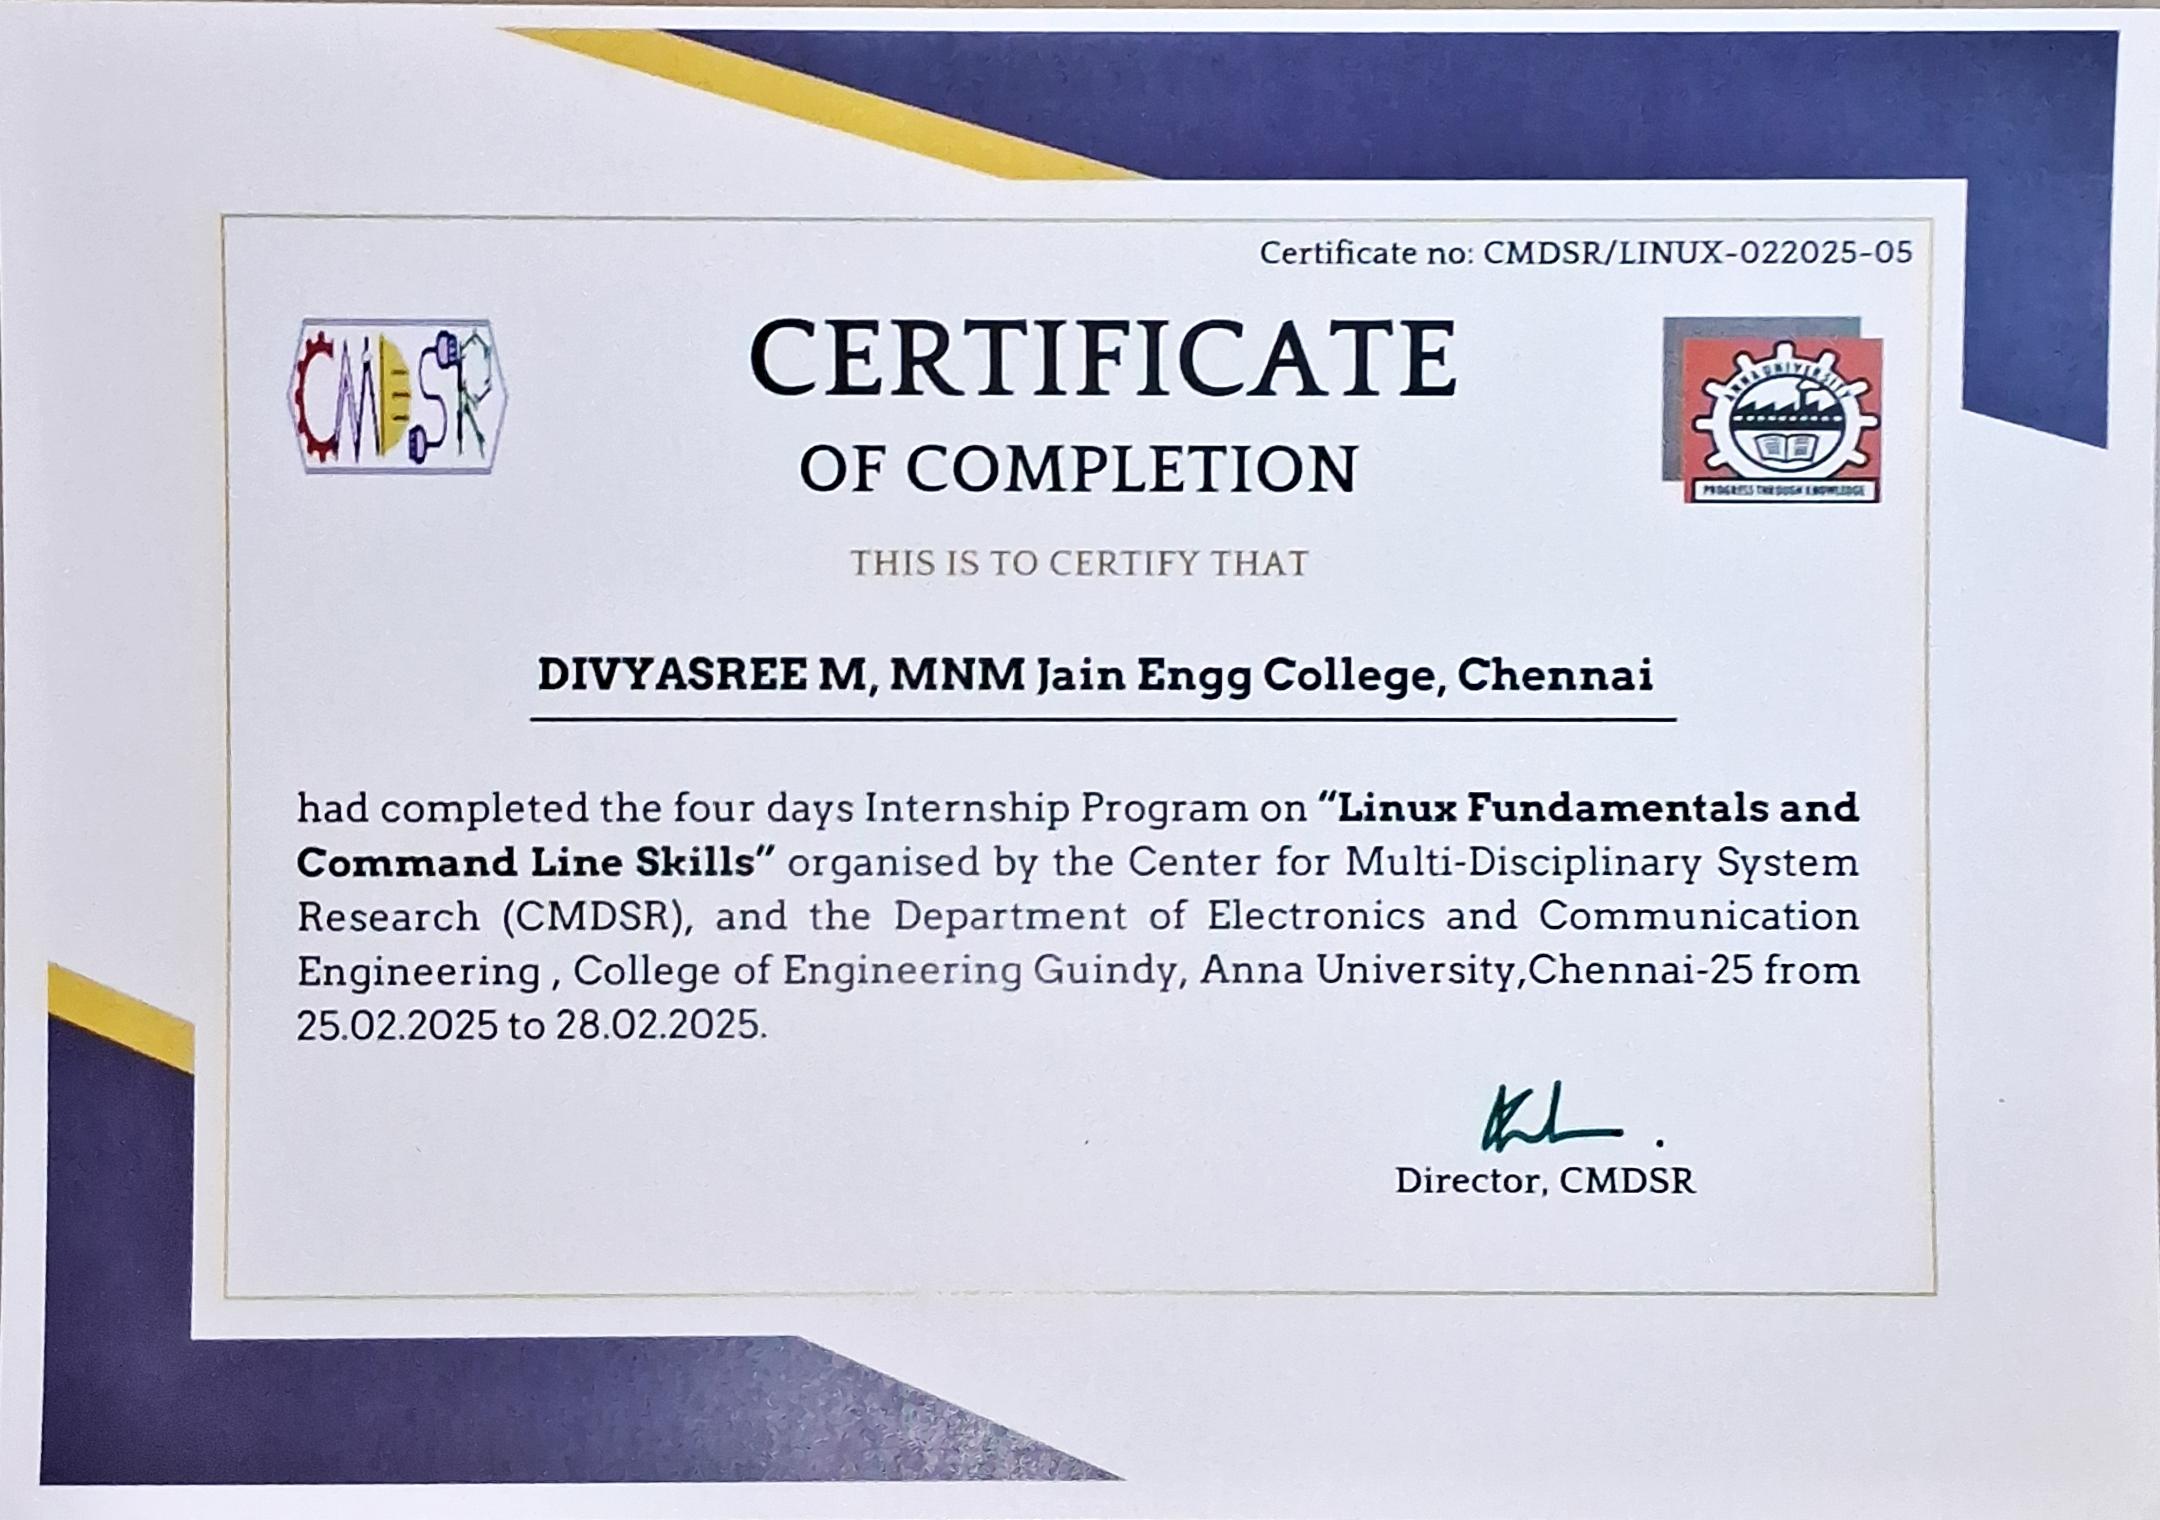 Certificate no: CMDSR/LINUX-022025-05
CMDSR
CERTIFICATE
ANNA UNIVERSITY
PROGRESS THROUGH KNOWLEDGE
OF COMPLETION
THIS IS TO CERTIFY THAT
DIVYASREE M, MNM Jain Engg College, Chennai
had completed the four days Internship Program on “Linux Fundamentals and
Command Line Skills” organised by the Center for Multi-Disciplinary System
Research (CMDSR), and the Department of Electronics and Communication
Engineering , College of Engineering Guindy, Anna University,Chennai-25 from
25.02.2025 to 28.02.2025.
Director, CMDSR